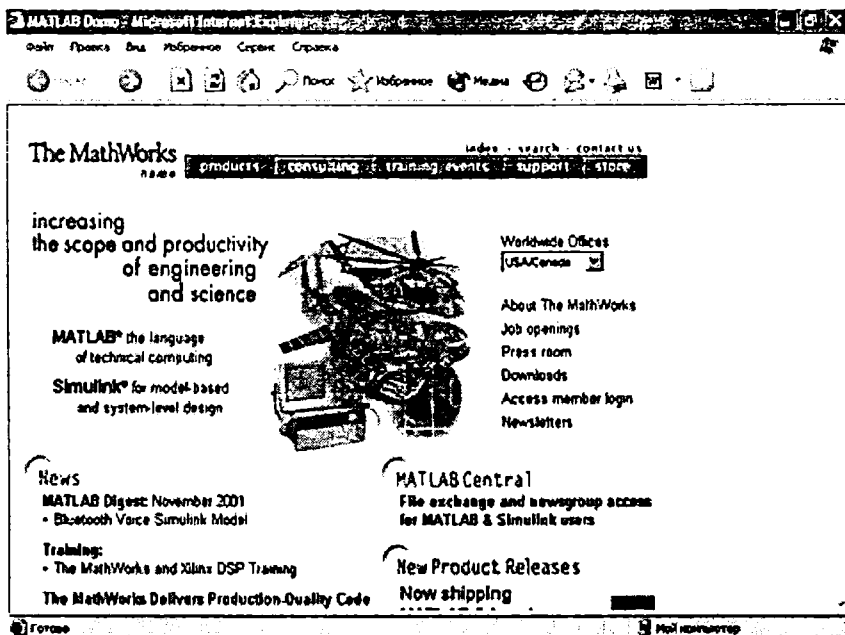 MATLAB Demo - Microsoft Internet Explorer
Файл Правка Вид Избранное Сервис Справка
Поиск Избранное Медиа
The MathWorks
index · search · contact us
home
products consulting training, events support store
increasing
the scope and productivity
of engineering
and science
Worldwide Offices
USA/Canada
About The MathWorks
Job openings
Press room
Downloads
Access member login
Newsletters
MATLAB® the language
of technical computing
Simulink® for model-based
and system-level design
News
MATLAB Digest: November 2001
• Bluetooth Voice Simulink Model
Training:
• The MathWorks and Xilinx DSP Training
The MathWorks Delivers Production-Quality Code
MATLAB Central
File exchange and newsgroup access
for MATLAB & Simulink users
New Product Releases
Now shipping
Готово
Мой компьютер